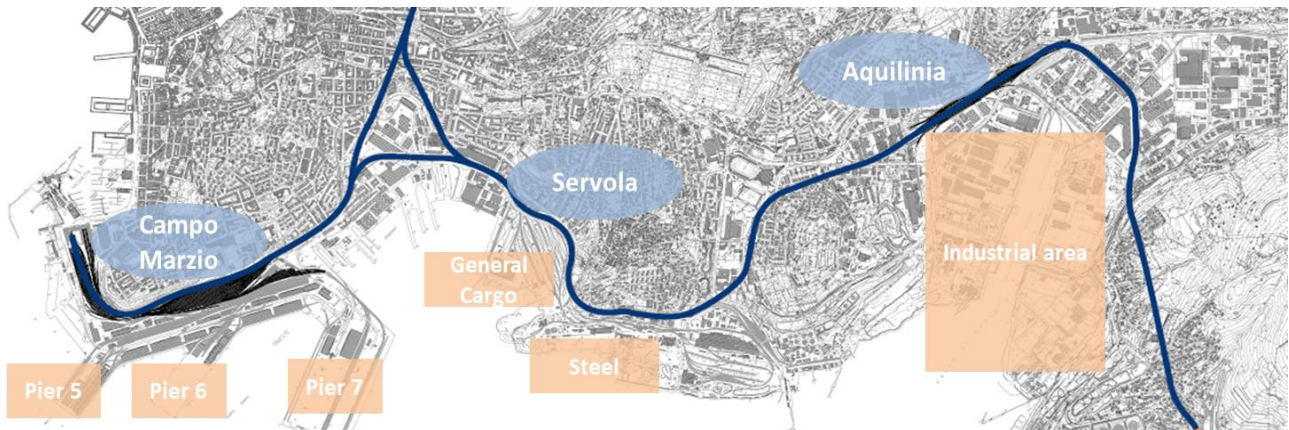 Aquilinia
Servola
Campo
Marzio
General
Cargo
Industrial area
Steel
Pier 5
Pier 6
Pier 7